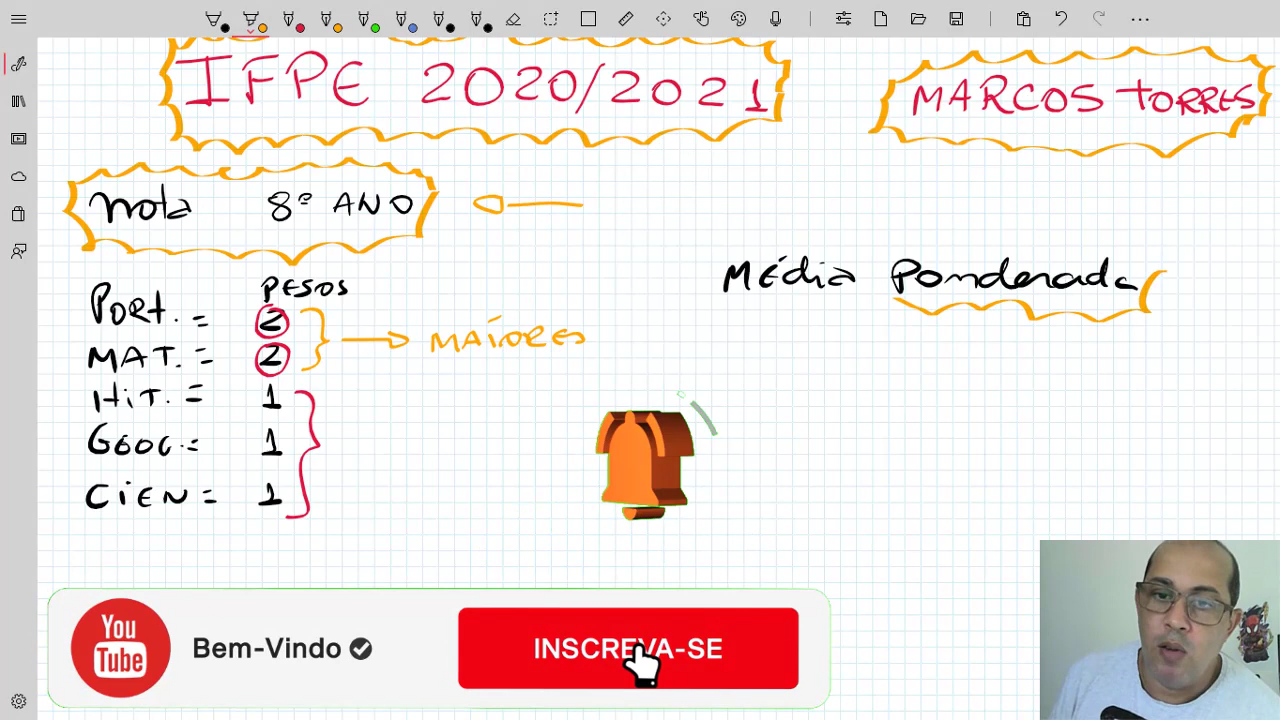 IFPE 2020/2021
MARCOS TORRES
nota 8º ANO
Média Ponderada
PESOS
PORT. = 2
MAT. = 2
MAIORES
HiT. = 1
GEOG. = 1
CIEN = 1
You
Tube
Bem-Vindo
INSCREVA-SE